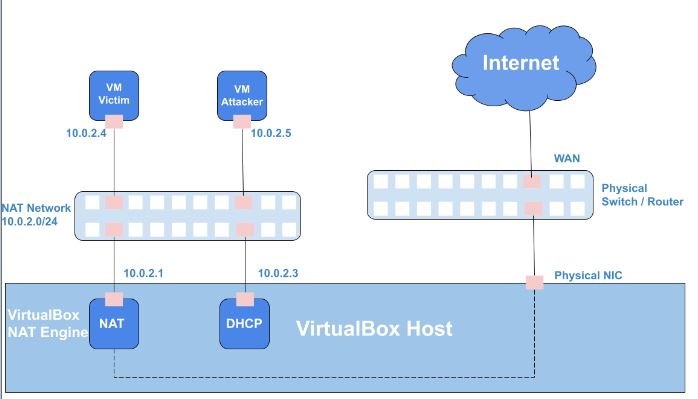 Internet
VM
Victim
VM
Attacker
10.0.2.4
10.0.2.5
WAN
Physical
Switch / Router
NAT Network
10.0.2.0/24
10.0.2.1
10.0.2.3
Physical NIC
VirtualBox
NAT Engine
NAT
DHCP
VirtualBox Host